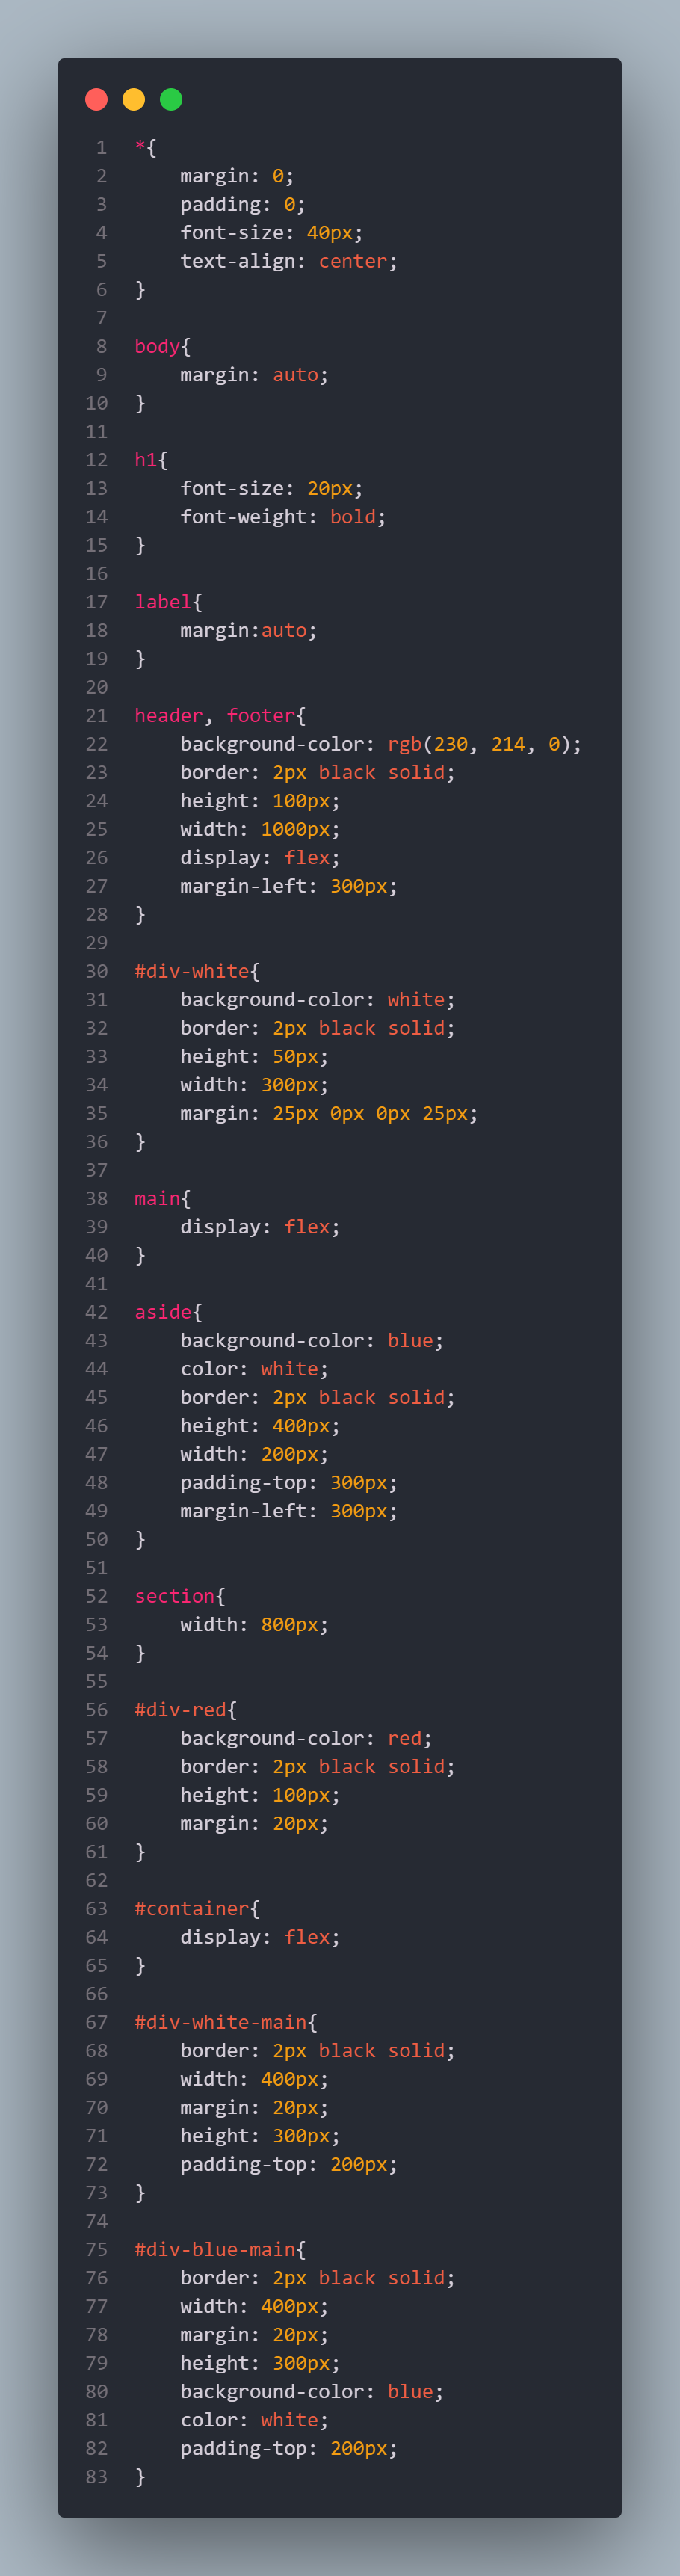 1 *{
2     margin: 0;
3     padding: 0;
4     font-size: 40px;
5     text-align: center;
6 }
7
8 body{
9     margin: auto;
10 }
11
12 h1{
13     font-size: 20px;
14     font-weight: bold;
15 }
16
17 label{
18     margin:auto;
19 }
20
21 header, footer{
22     background-color: rgb(230, 214, 0);
23     border: 2px black solid;
24     height: 100px;
25     width: 1000px;
26     display: flex;
27     margin-left: 300px;
28 }
29
30 #div-white{
31     background-color: white;
32     border: 2px black solid;
33     height: 50px;
34     width: 300px;
35     margin: 25px 0px 0px 25px;
36 }
37
38 main{
39     display: flex;
40 }
41
42 aside{
43     background-color: blue;
44     color: white;
45     border: 2px black solid;
46     height: 400px;
47     width: 200px;
48     padding-top: 300px;
49     margin-left: 300px;
50 }
51
52 section{
53     width: 800px;
54 }
55
56 #div-red{
57     background-color: red;
58     border: 2px black solid;
59     height: 100px;
60     margin: 20px;
61 }
62
63 #container{
64     display: flex;
65 }
66
67 #div-white-main{
68     border: 2px black solid;
69     width: 400px;
70     margin: 20px;
71     height: 300px;
72     padding-top: 200px;
73 }
74
75 #div-blue-main{
76     border: 2px black solid;
77     width: 400px;
78     margin: 20px;
79     height: 300px;
80     background-color: blue;
81     color: white;
82     padding-top: 200px;
83 }